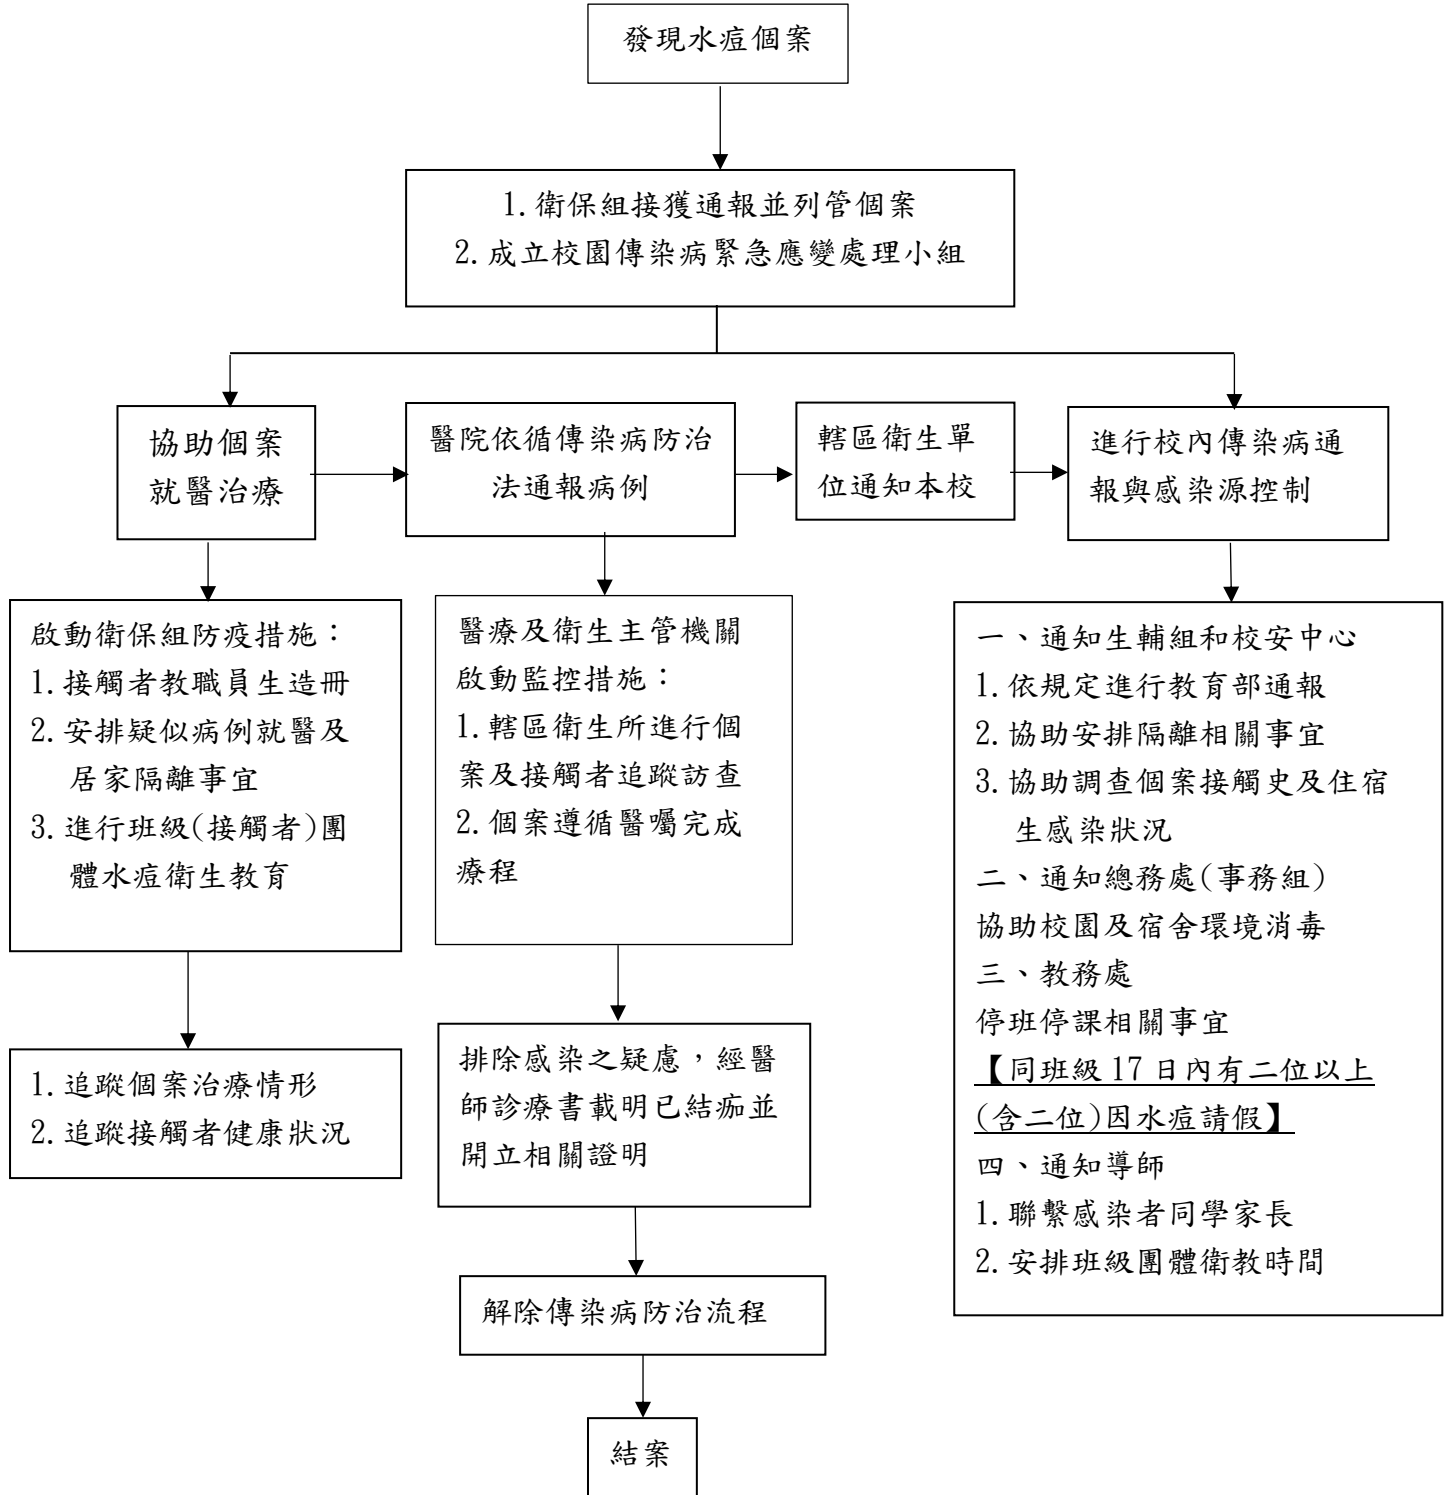 發現水痘個案
1.衛保組接獲通報並列管個案
2.成立校園傳染病緊急應變處理小組
協助個案
就醫治療
醫院依循傳染病防治
法通報病例
轄區衛生單
位通知本校
進行校內傳染病通
報與感染源控制
啟動衛保組防疫措施：
1.接觸者教職員生造冊
2.安排疑似病例就醫及
居家隔離事宜
3.進行班級(接觸者)團
體水痘衛生教育
醫療及衛生主管機關
啟動監控措施：
1.轄區衛生所進行個
案及接觸者追蹤訪查
2.個案遵循醫囑完成
療程
一、通知生輔組和校安中心
1.依規定進行教育部通報
2.協助安排隔離相關事宜
3.協助調查個案接觸史及住宿
生感染狀況
二、通知總務處(事務組)
協助校園及宿舍環境消毒
三、教務處
停班停課相關事宜
【同班級 17 日內有二位以上
(含二位)因水痘請假】
四、通知導師
1.聯繫感染者同學家長
2.安排班級團體衛教時間
1.追蹤個案治療情形
2.追蹤接觸者健康狀況
排除感染之疑慮，經醫
師診療書載明已結痂並
開立相關證明
解除傳染病防治流程
結案